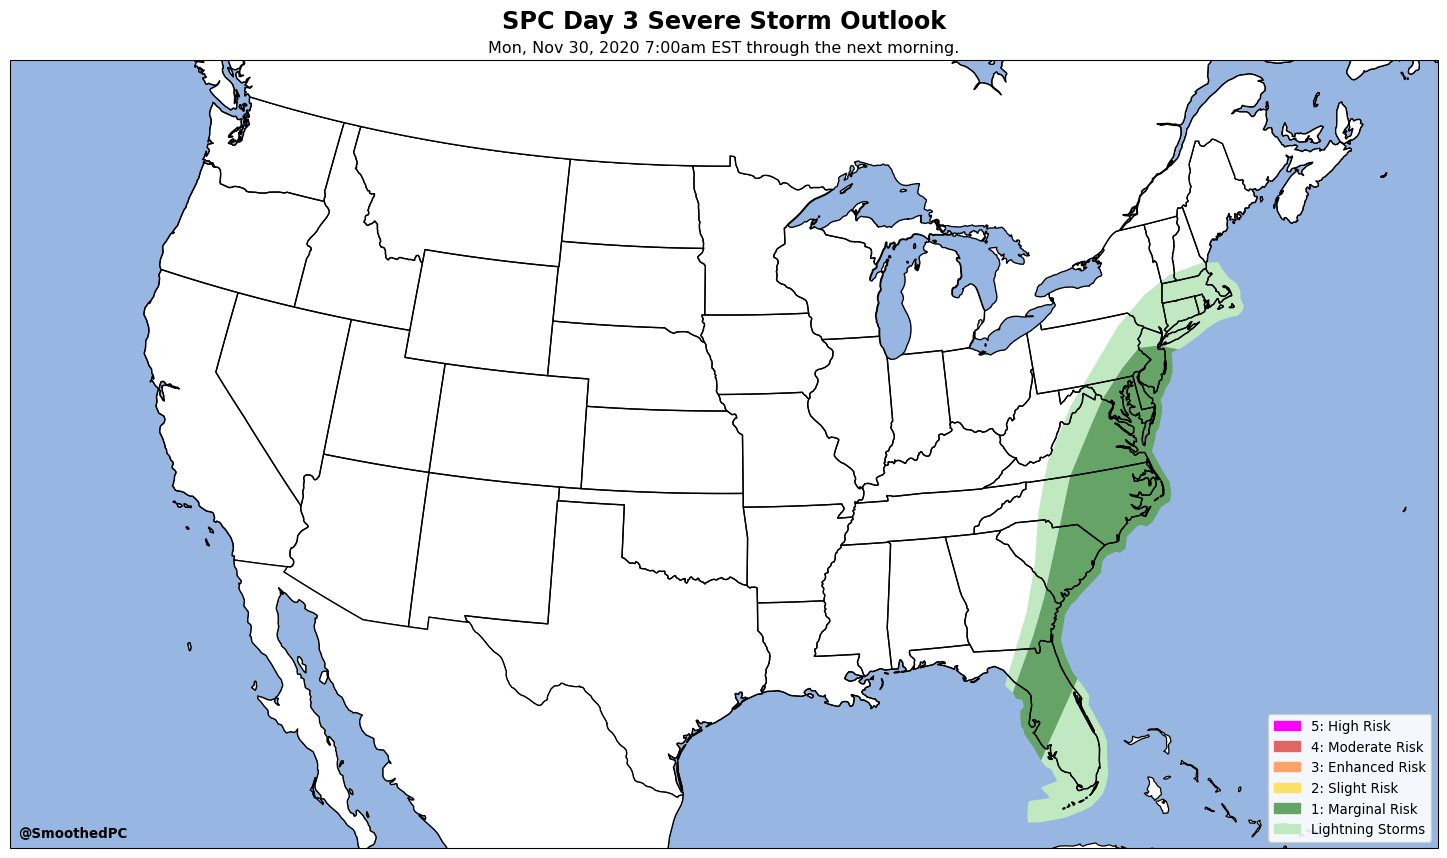 SPC Day 3 Severe Storm Outlook
Mon, Nov 30, 2020 7:00am EST through the next morning.
5: High Risk
4: Moderate Risk
3: Enhanced Risk
2: Slight Risk
1: Marginal Risk
Lightning Storms
@SmoothedPC